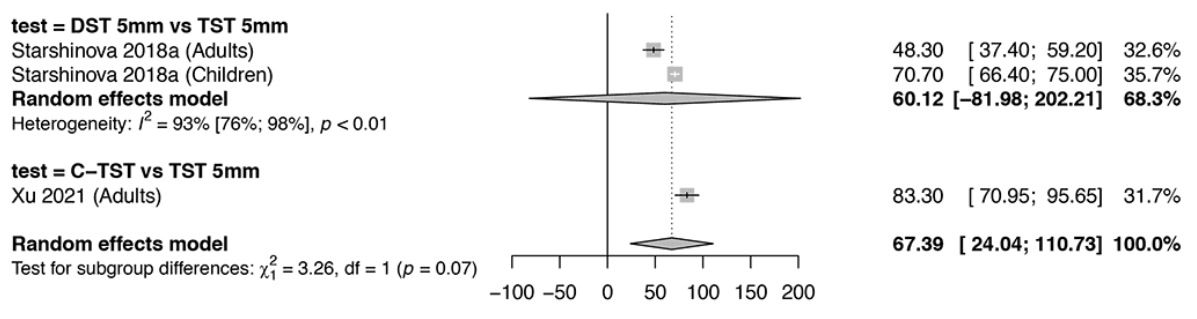 test = DST 5mm vs TST 5mm
Starshinova 2018a (Adults) 48.30 [ 37.40; 59.20] 32.6%
Starshinova 2018a (Children) 70.70 [ 66.40; 75.00] 35.7%
Random effects model 60.12 [−81.98; 202.21] 68.3%
Heterogeneity: I² = 93% [76%; 98%], p < 0.01
test = C−TST vs TST 5mm
Xu 2021 (Adults) 83.30 [ 70.95; 95.65] 31.7%
Random effects model 67.39 [ 24.04; 110.73] 100.0%
Test for subgroup differences: χ²₁ = 3.26, df = 1 (p = 0.07)
−100 −50 0 50 100 150 200